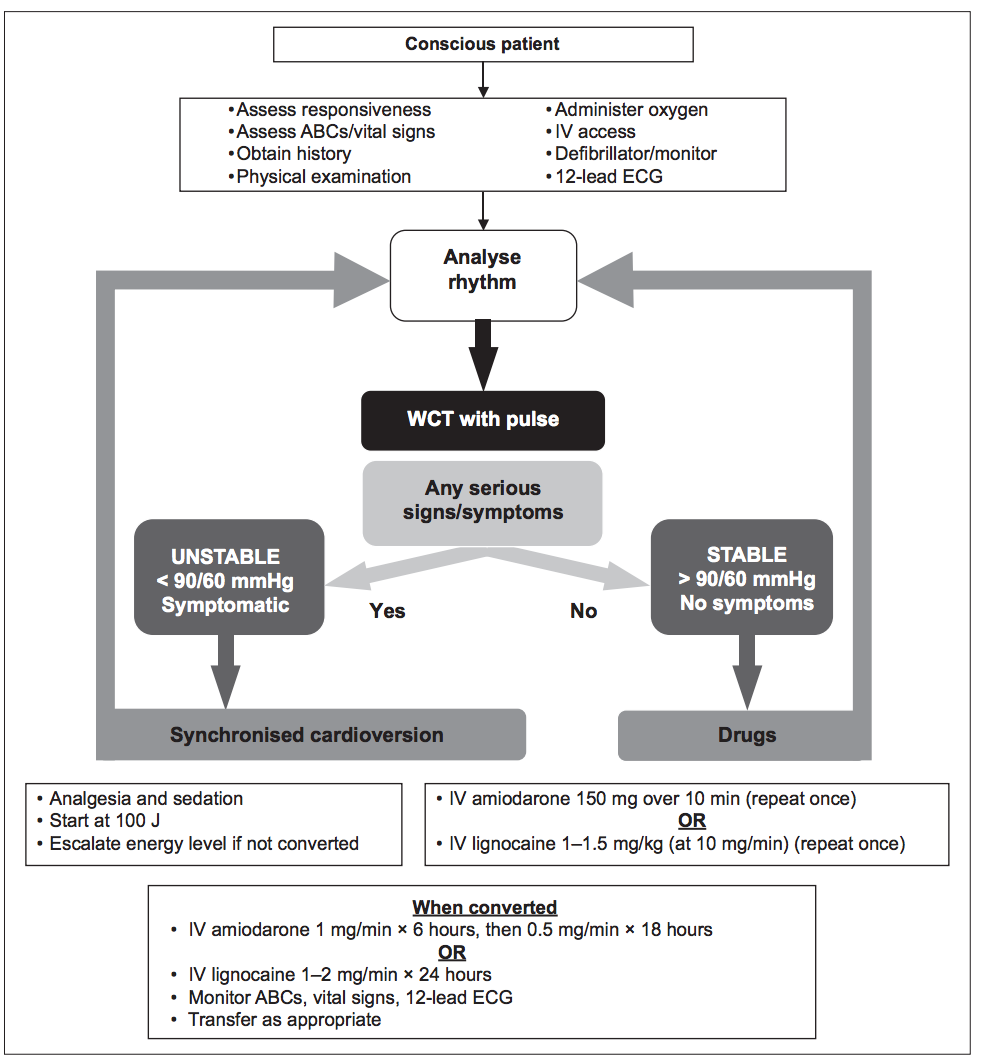 Conscious patient
• Assess responsiveness
• Assess ABCs/vital signs
• Obtain history
• Physical examination
• Administer oxygen
• IV access
• Defibrillator/monitor
• 12-lead ECG
Analyse
rhythm
WCT with pulse
Any serious
signs/symptoms
UNSTABLE
< 90/60 mmHg
Symptomatic
Yes
No
STABLE
> 90/60 mmHg
No symptoms
Synchronised cardioversion
Drugs
• Analgesia and sedation
• Start at 100 J
• Escalate energy level if not converted
• IV amiodarone 150 mg over 10 min (repeat once)
OR
• IV lignocaine 1–1.5 mg/kg (at 10 mg/min) (repeat once)
When converted
• IV amiodarone 1 mg/min × 6 hours, then 0.5 mg/min × 18 hours
OR
• IV lignocaine 1–2 mg/min × 24 hours
• Monitor ABCs, vital signs, 12-lead ECG
• Transfer as appropriate